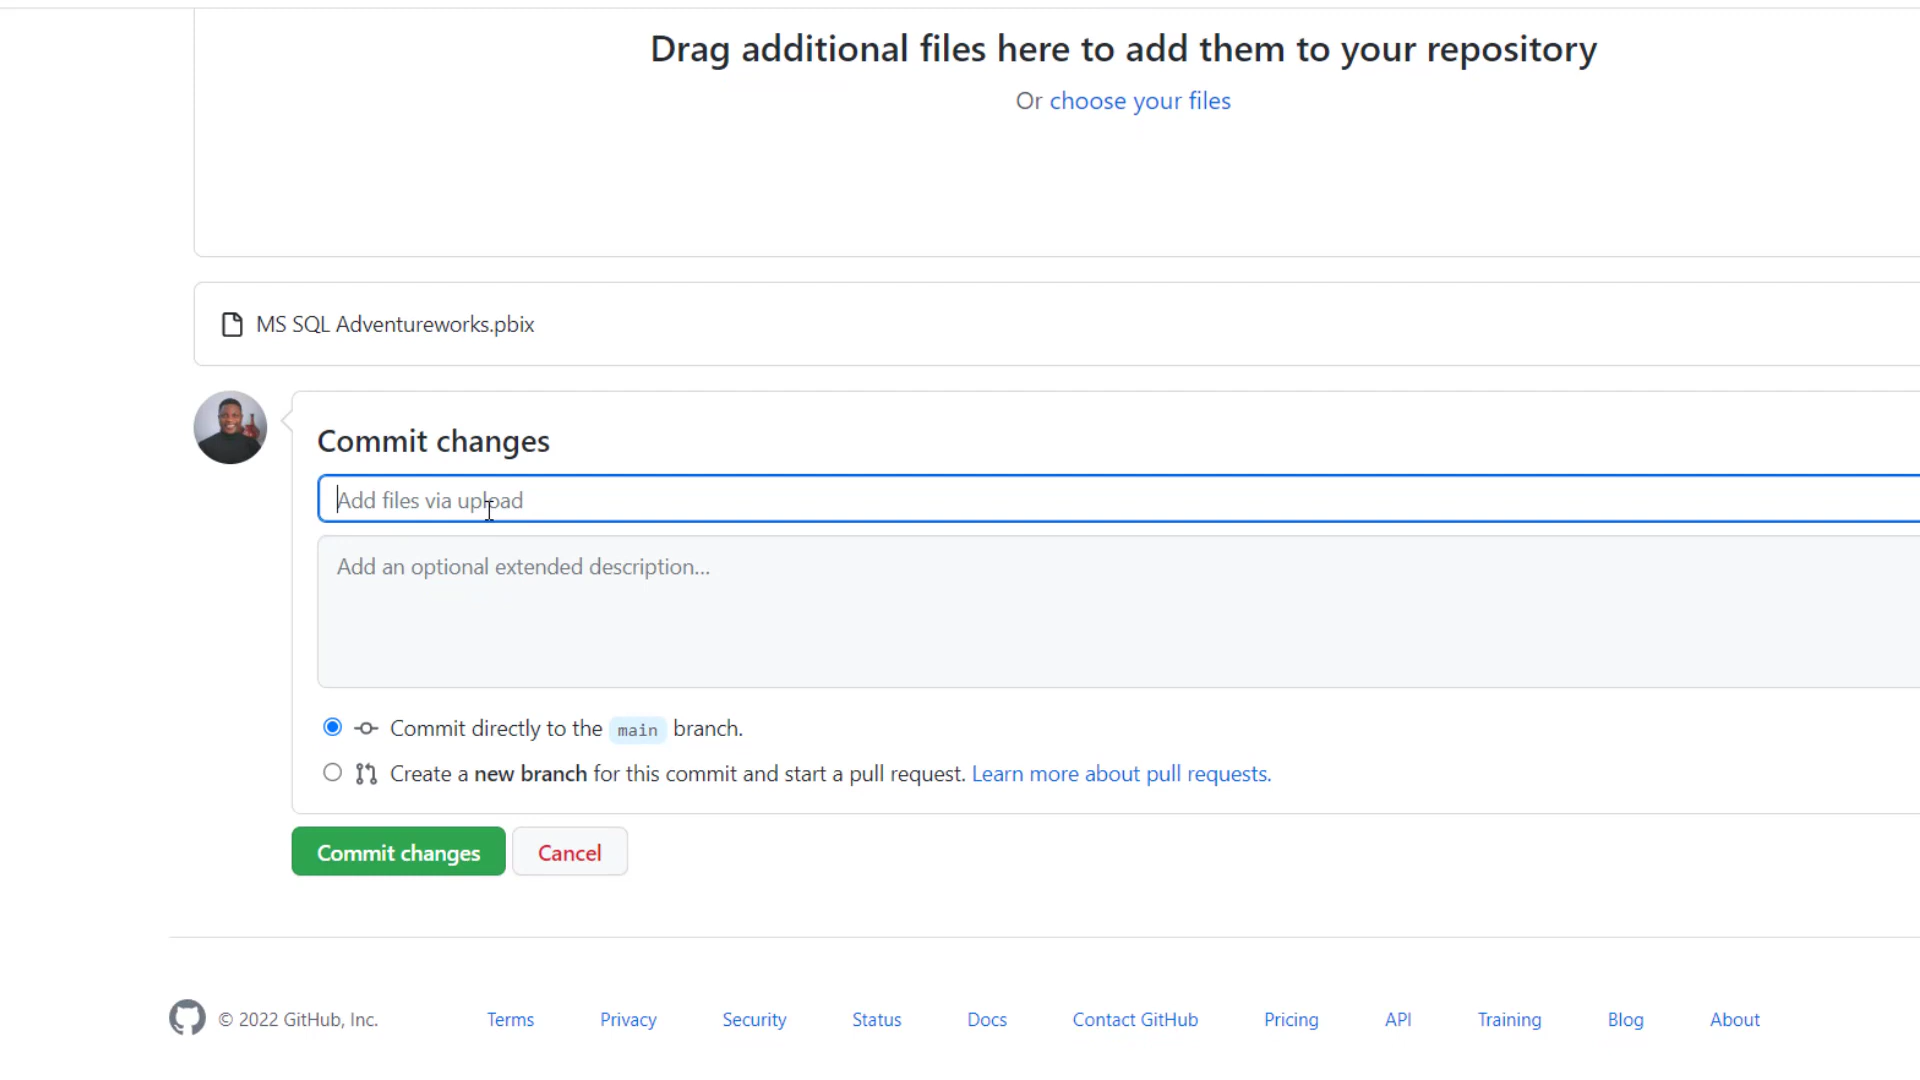 Drag additional files here to add them to your repository
Or choose your files
MS SQL Adventureworks.pbix
Commit changes
Add files via upload
Add an optional extended description...
Commit directly to the main branch.
Create a new branch for this commit and start a pull request. Learn more about pull requests.
Commit changes Cancel
© 2022 GitHub, Inc. Terms Privacy Security Status Docs Contact GitHub Pricing API Training Blog About